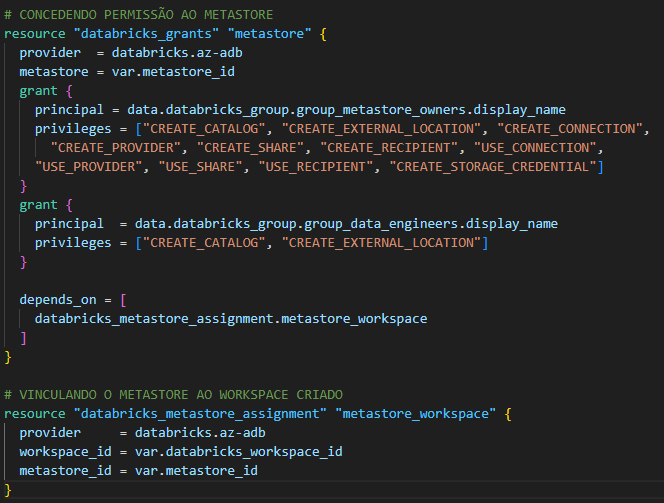 # CONCEDENDO PERMISSÃO AO METASTORE
resource "databricks_grants" "metastore" {
  provider  = databricks.az-adb
  metastore = var.metastore_id
  grant {
    principal = data.databricks_group.group_metastore_owners.display_name
    privileges = ["CREATE_CATALOG", "CREATE_EXTERNAL_LOCATION", "CREATE_CONNECTION",
      "CREATE_PROVIDER", "CREATE_SHARE", "CREATE_RECIPIENT", "USE_CONNECTION",
    "USE_PROVIDER", "USE_SHARE", "USE_RECIPIENT", "CREATE_STORAGE_CREDENTIAL"]
  }
  grant {
    principal  = data.databricks_group.group_data_engineers.display_name
    privileges = ["CREATE_CATALOG", "CREATE_EXTERNAL_LOCATION"]
  }

  depends_on = [
    databricks_metastore_assignment.metastore_workspace
  ]
}

# VINCULANDO O METASTORE AO WORKSPACE CRIADO
resource "databricks_metastore_assignment" "metastore_workspace" {
  provider     = databricks.az-adb
  workspace_id = var.databricks_workspace_id
  metastore_id = var.metastore_id
}